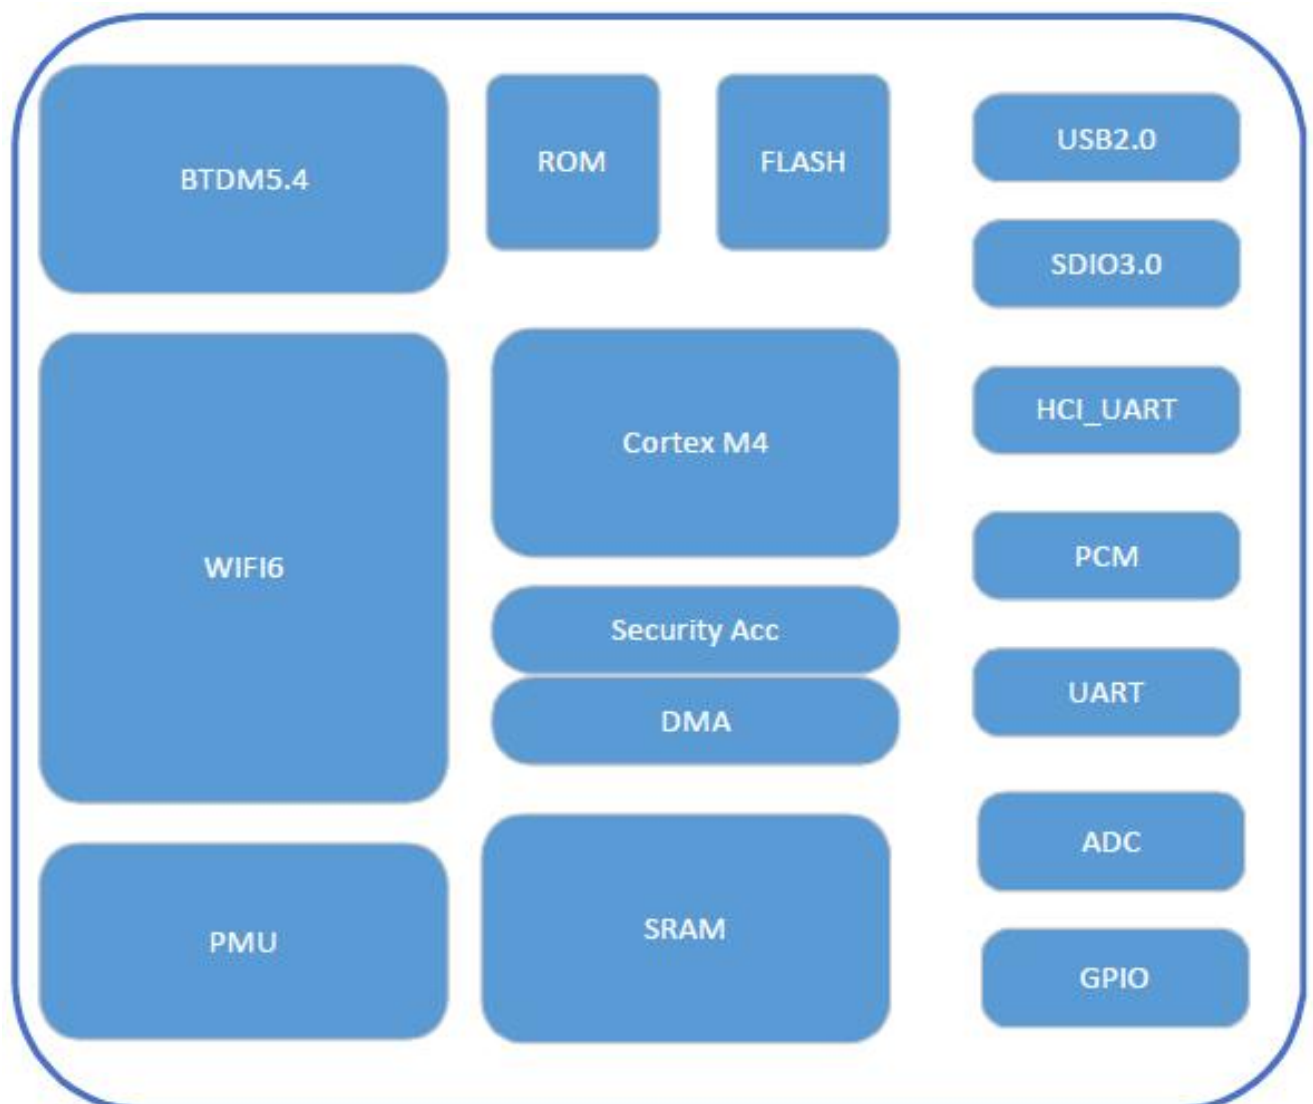 BTDM5.4
ROM
FLASH
USB2.0
SDIO3.0
WIFI6
Cortex M4
HCI_UART
Security Acc
PCM
DMA
UART
PMU
SRAM
ADC
GPIO